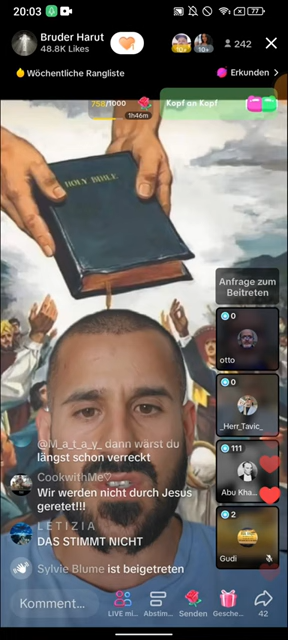 20:03
77
Bruder Harut
48.8K Likes
10+
10+
242
Wöchentliche Rangliste
Erkunden >
758/1000
Kopf an Kopf
1h46m
HOLY BIBLE
Anfrage zum
Beitreten
0
otto
0
_Herr_Tavic_
111
Abu Kha...
2
Gudi
@M_a_t_a_y_ dann wärst du
längst schon verreckt
CookwithMe♡
Wir werden nicht durch Jesus
geretet!!!
L E T I Z I A
DAS STIMMT NICHT
Sylvie Blume ist beigetreten
Komment...
LIVE mi...
Abstim...
Senden
Gesche...
42